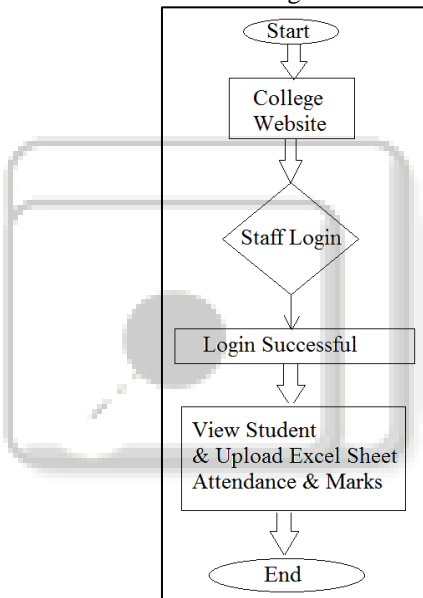 Start
College
Website
Staff Login
Login Successful
View Student
& Upload Excel Sheet
Attendance & Marks
End